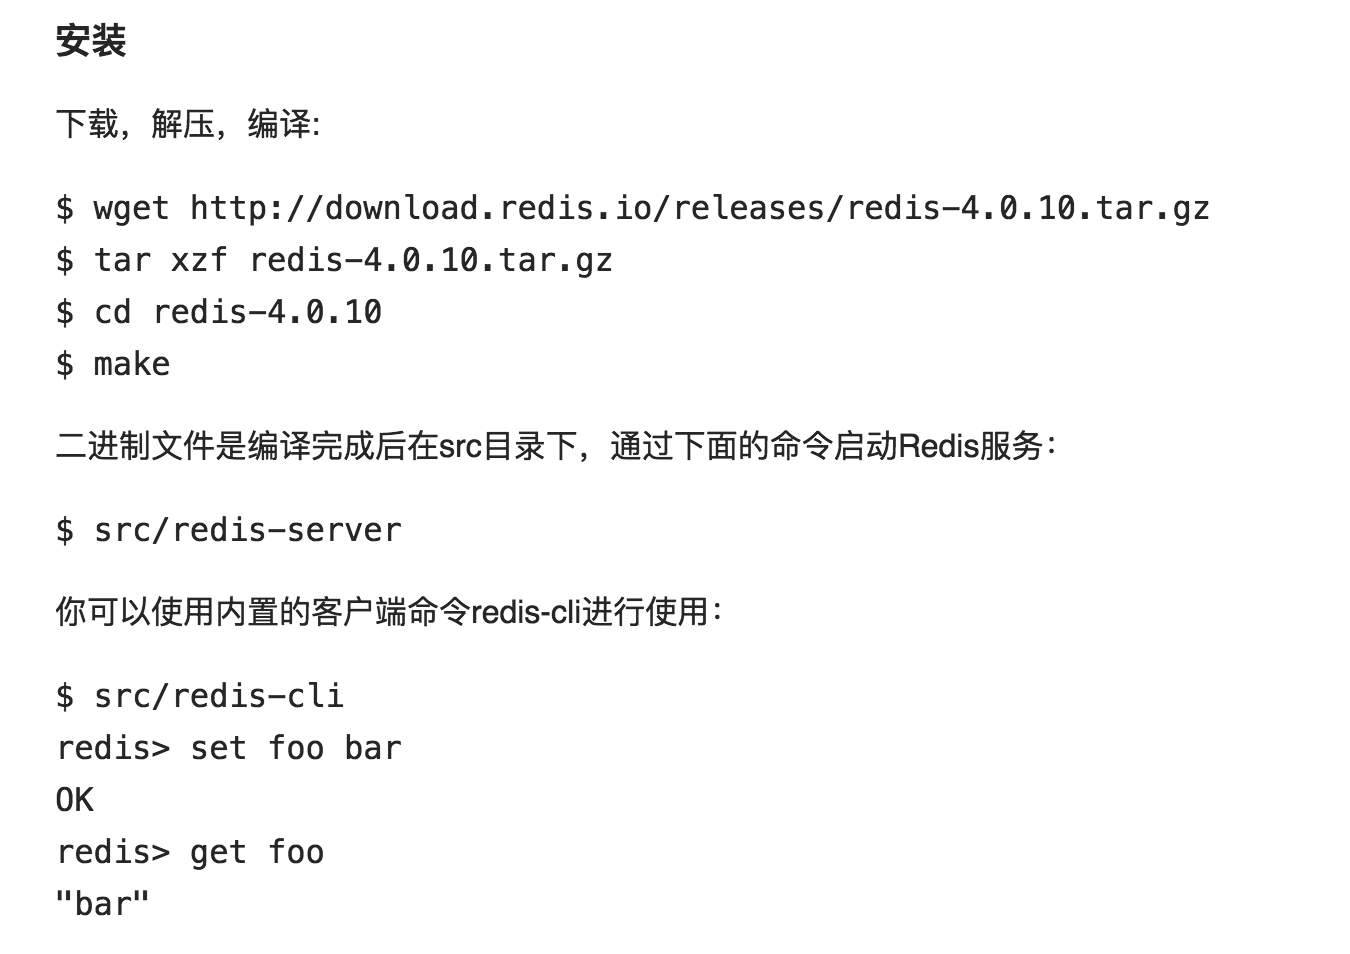 安装
下载，解压，编译:
$ wget http://download.redis.io/releases/redis-4.0.10.tar.gz
$ tar xzf redis-4.0.10.tar.gz
$ cd redis-4.0.10
$ make
二进制文件是编译完成后在src目录下，通过下面的命令启动Redis服务：
$ src/redis-server
你可以使用内置的客户端命令redis-cli进行使用：
$ src/redis-cli
redis> set foo bar
OK
redis> get foo
"bar"